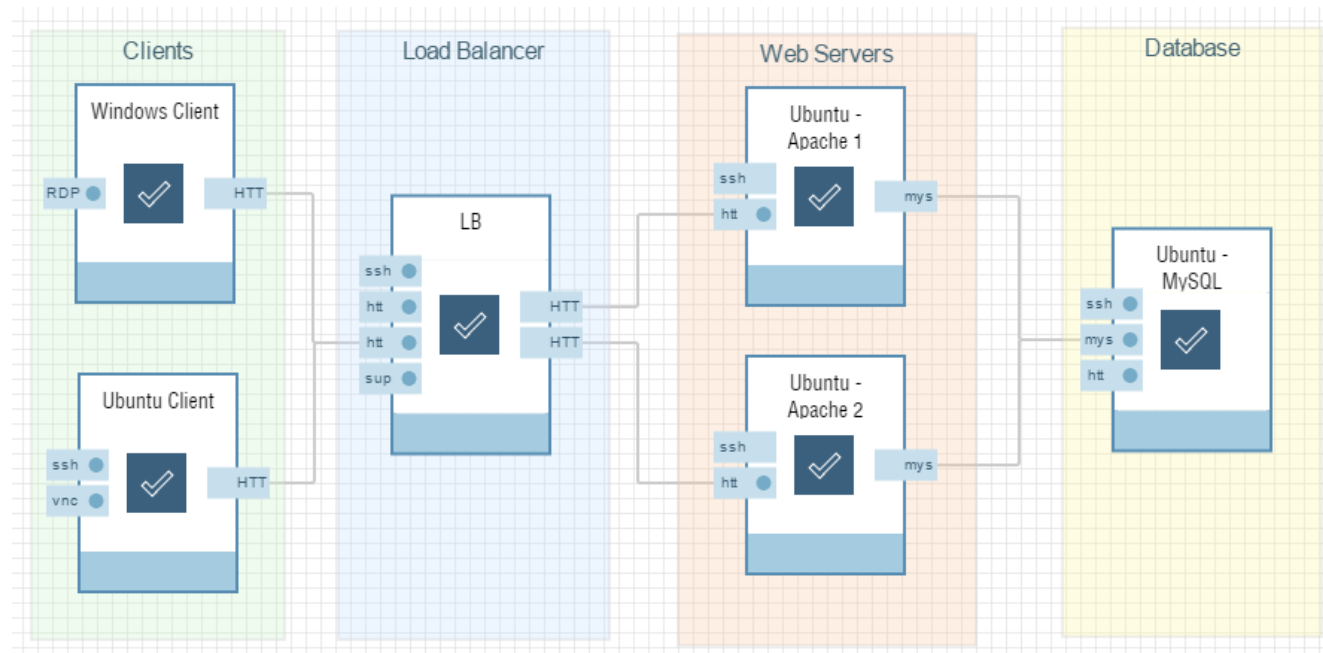 Clients
Windows Client
RDP
HTT
Ubuntu Client
ssh
vnc
HTT
Load Balancer
LB
ssh
htt
htt
sup
HTT
HTT
Web Servers
Ubuntu -
Apache 1
ssh
htt
mys
Ubuntu -
Apache 2
ssh
htt
mys
Database
Ubuntu -
MySQL
ssh
mys
htt